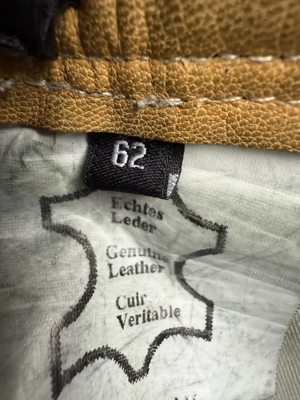 62
Echtes
Leder
Genuine
Leather
Cuir
Veritable